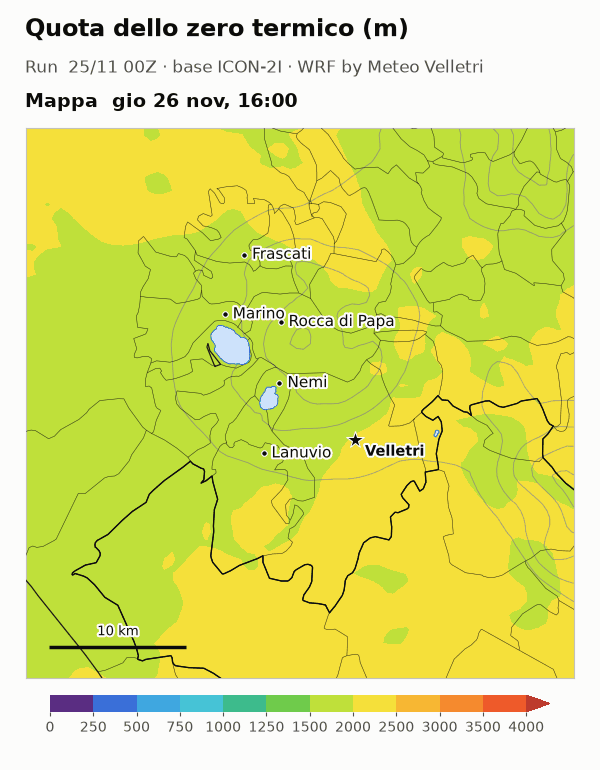 Quota dello zero termico (m)
Run  25/11 00Z · base ICON-2I · WRF by Meteo Velletri
Mappa  gio 26 nov, 16:00
Frascati
Marino
Rocca di Papa
Nemi
Velletri
Lanuvio
10 km
0 250 500 750 1000 1250 1500 2000 2500 3000 3500 4000